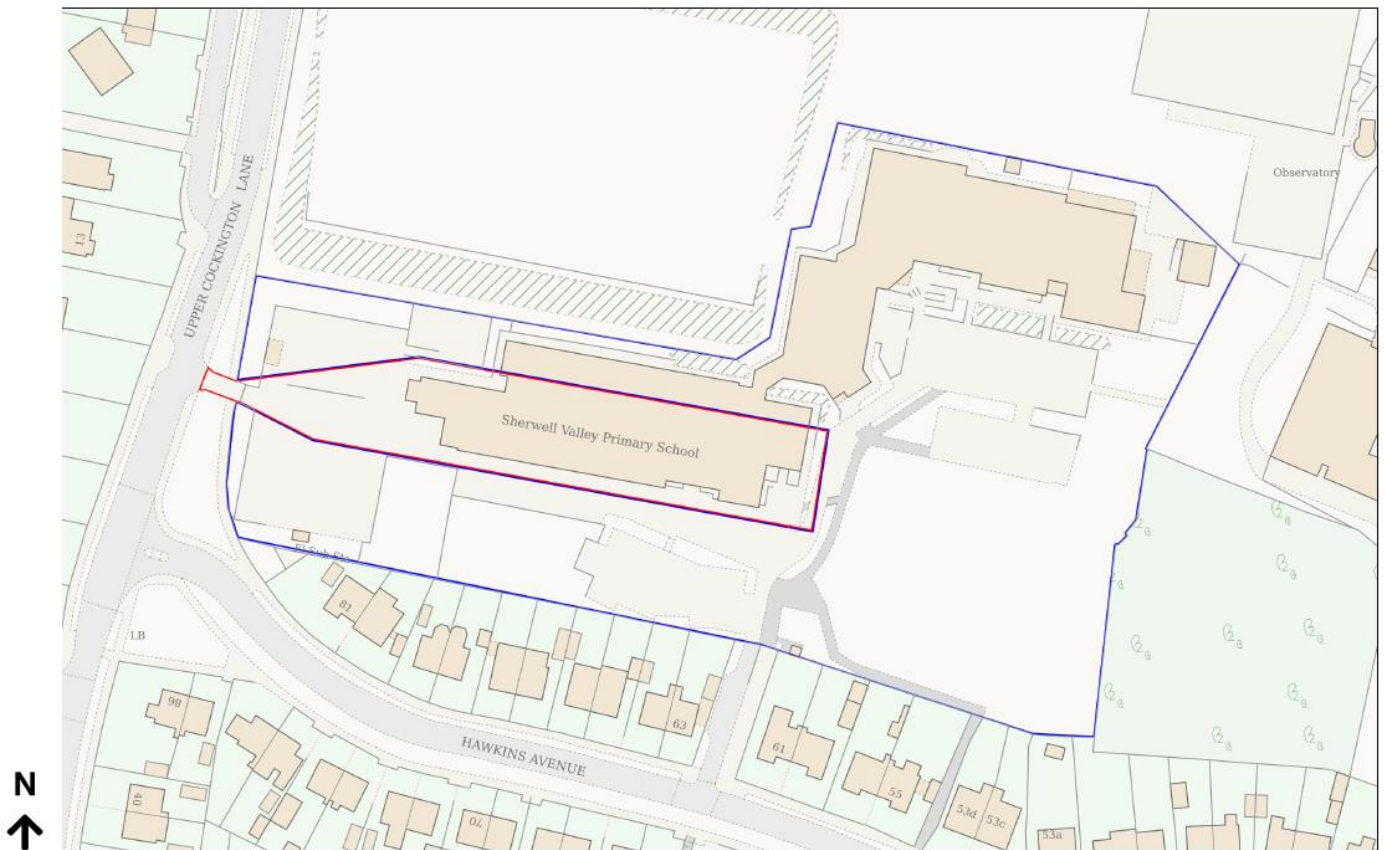 Observatory
13
UPPER COCKINGTON LANE
Sherwell Valley Primary School
El Sub Sta
81
LB
63
86
61
HAWKINS AVENUE
55
N
40
70
53d
53c
53a